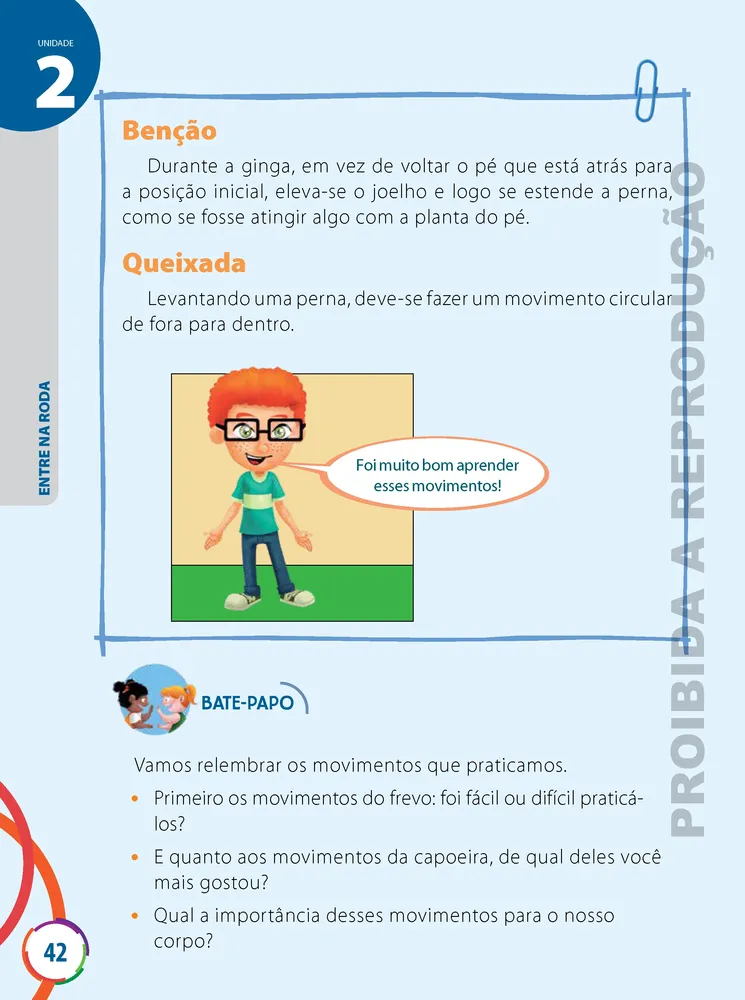 UNIDADE
2
Benção
Durante a ginga, em vez de voltar o pé que está atrás para
a posição inicial, eleva-se o joelho e logo se estende a perna,
como se fosse atingir algo com a planta do pé.
Queixada
Levantando uma perna, deve-se fazer um movimento circular
de fora para dentro.
ENTRE NA RODA
Foi muito bom aprender
esses movimentos!
PROIBIDA A REPRODUÇÃO
BATE-PAPO
Vamos relembrar os movimentos que praticamos.
• Primeiro os movimentos do frevo: foi fácil ou difícil praticá-
los?
• E quanto aos movimentos da capoeira, de qual deles você
mais gostou?
• Qual a importância desses movimentos para o nosso
corpo?
42